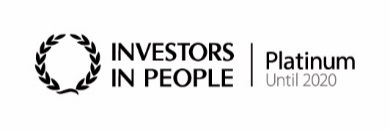 INVESTORS
IN PEOPLE
Platinum
Until 2020